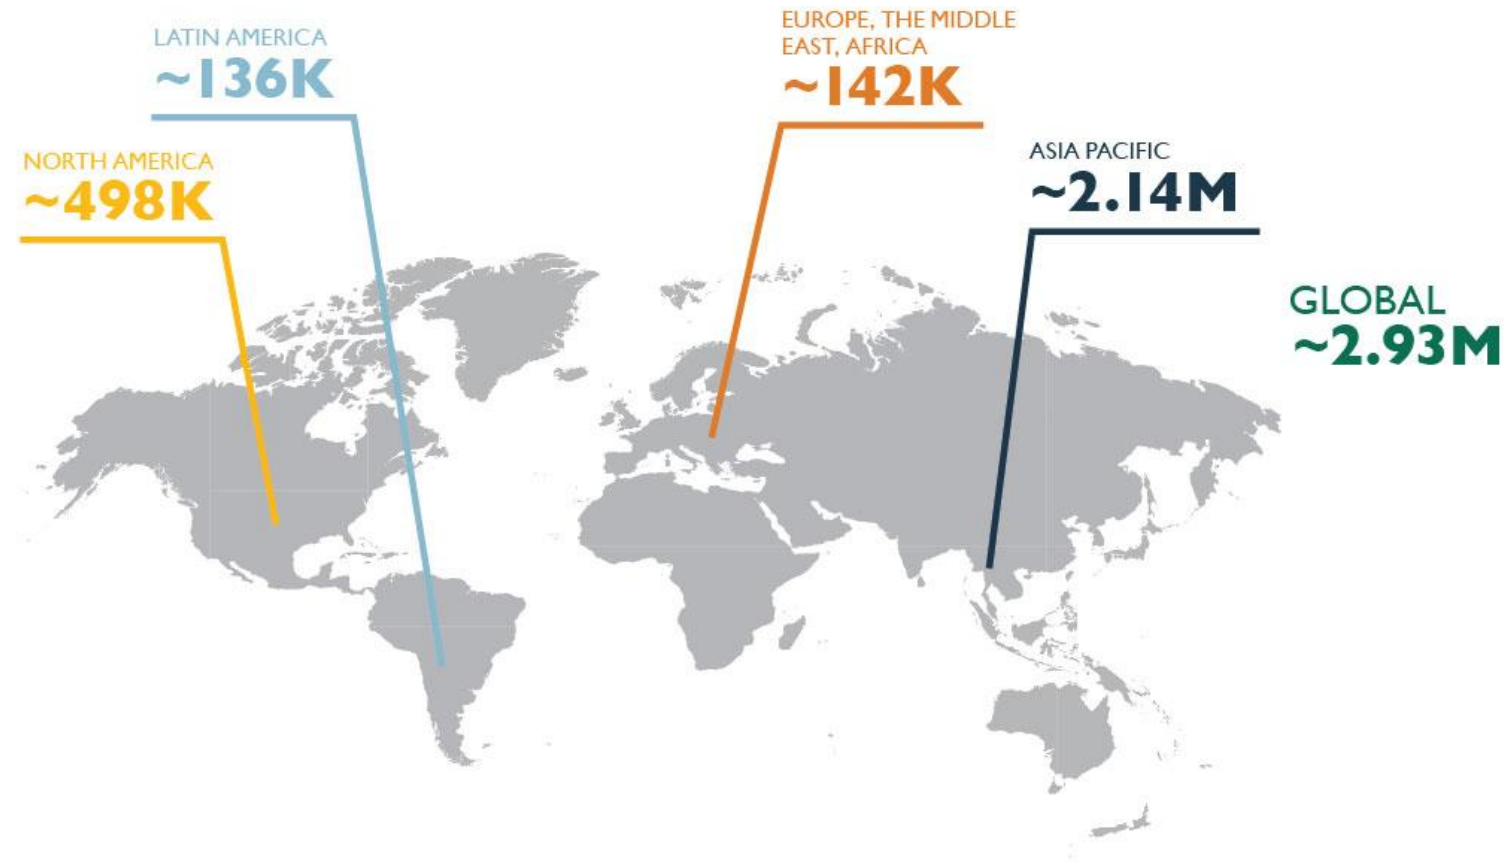 LATIN AMERICA
~136K
EUROPE, THE MIDDLE
EAST, AFRICA
~142K
NORTH AMERICA
~498K
ASIA PACIFIC
~2.14M
GLOBAL
~2.93M